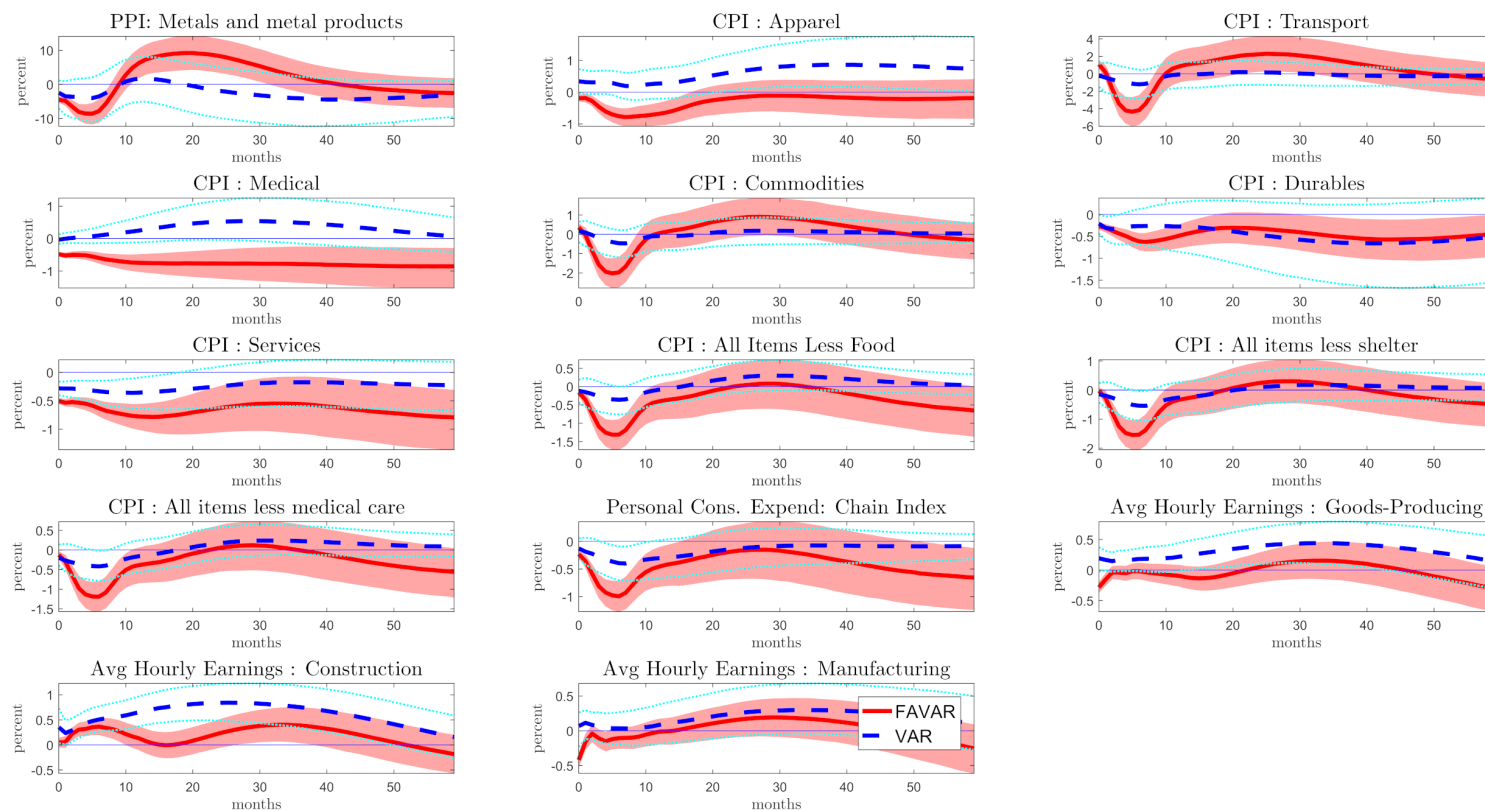 PPI: Metals and metal products
percent
10
0
-10
0 10 20 30 40 50
months
CPI : Apparel
percent
1
0
-1
0 10 20 30 40 50
months
CPI : Transport
percent
4
2
0
-2
-4
-6
0 10 20 30 40 50
months
CPI : Medical
percent
1
0
-1
0 10 20 30 40 50
months
CPI : Commodities
percent
1
0
-1
-2
0 10 20 30 40 50
months
CPI : Durables
percent
0
-0.5
-1
-1.5
0 10 20 30 40 50
months
CPI : Services
percent
0
-0.5
-1
0 10 20 30 40 50
months
CPI : All Items Less Food
percent
0.5
0
-0.5
-1
-1.5
0 10 20 30 40 50
months
CPI : All items less shelter
percent
1
0
-1
-2
0 10 20 30 40 50
months
CPI : All items less medical care
percent
0.5
0
-0.5
-1
-1.5
0 10 20 30 40 50
months
Personal Cons. Expend: Chain Index
percent
0
-0.5
-1
0 10 20 30 40 50
months
Avg Hourly Earnings : Goods-Producing
percent
0.5
0
-0.5
0 10 20 30 40 50
months
Avg Hourly Earnings : Construction
percent
1
0.5
0
-0.5
0 10 20 30 40 50
months
Avg Hourly Earnings : Manufacturing
percent
0.5
0
-0.5
0 10 20 30 40 50
months
FAVAR
VAR